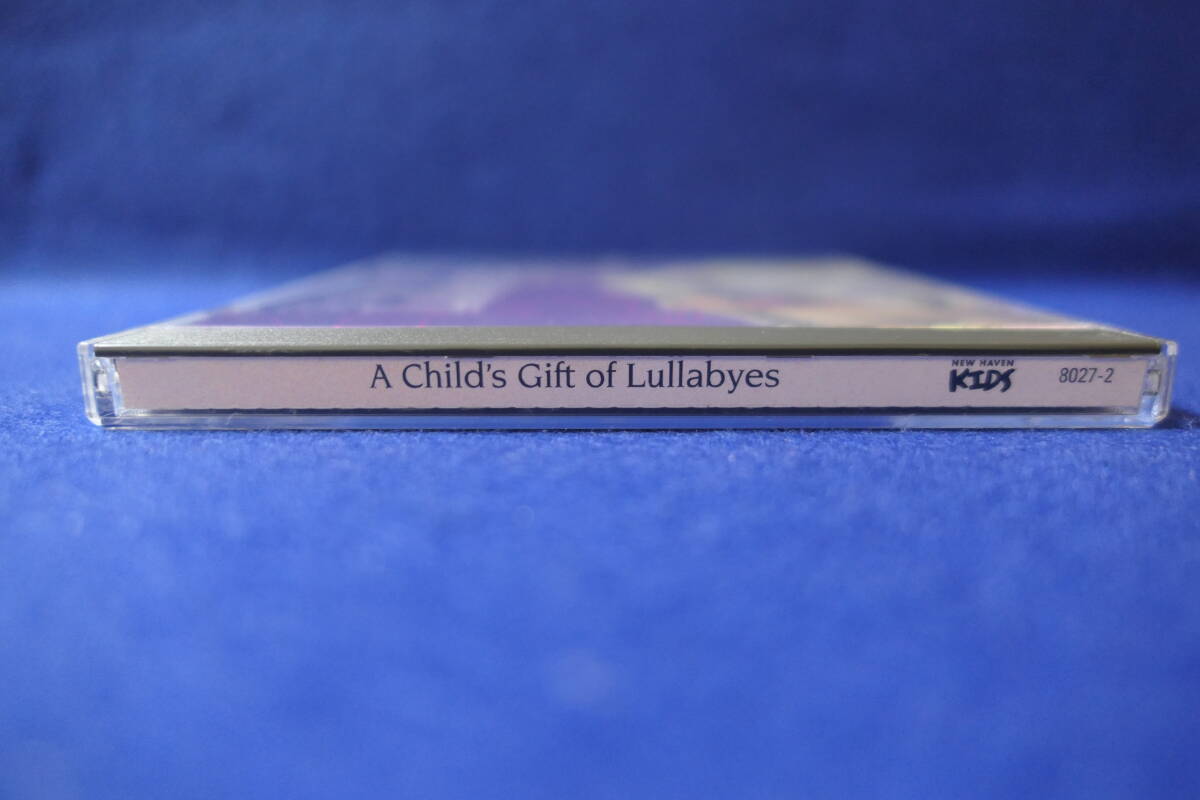 A Child's Gift of Lullabyes
NEW HAVEN
KIDS
8027-2